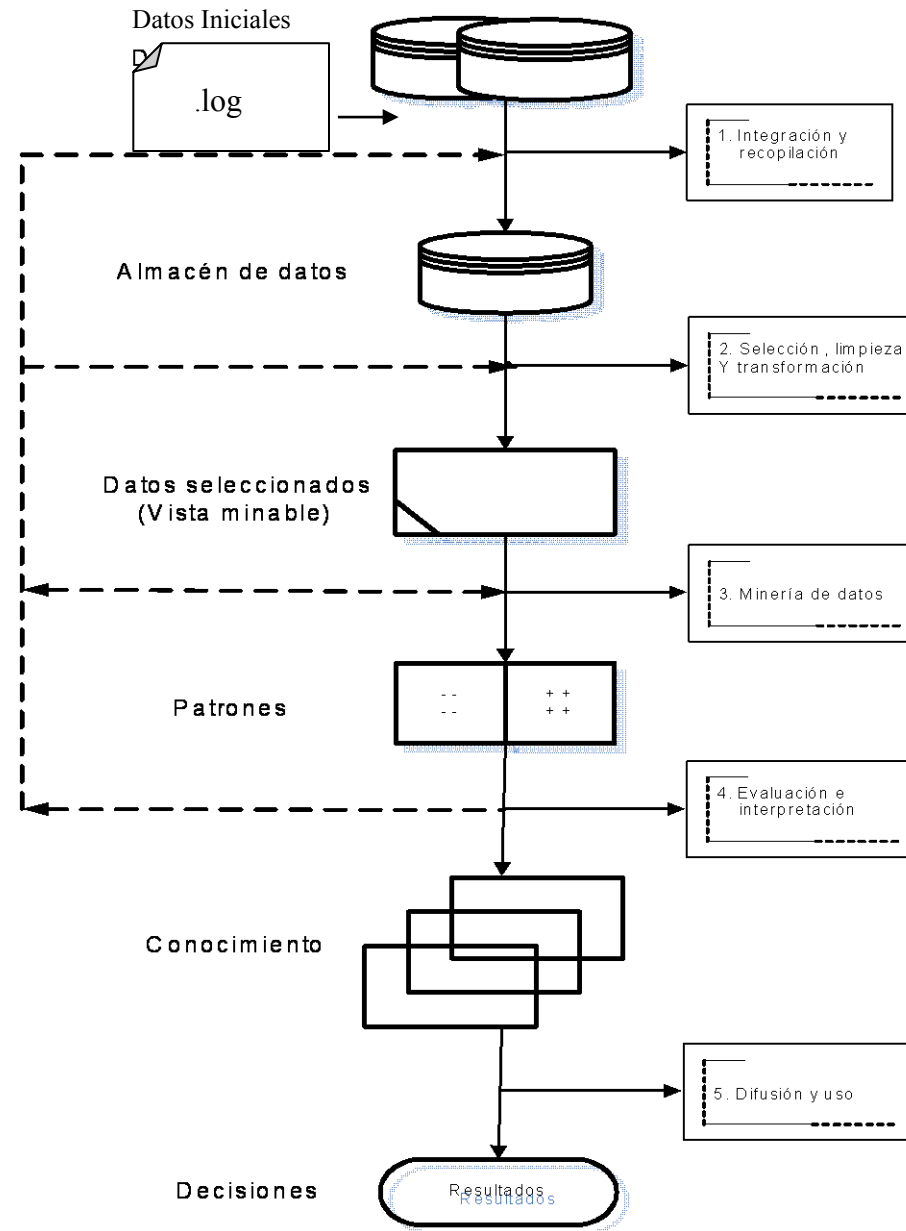 Datos Iniciales
D
.log
1. Integración y
recopilación
Almacén de datos
2. Selección , limpieza
Y transformación
Datos seleccionados
(Vista minable)
3. Minería de datos
Patrones
- - + +
- - + +
4. Evaluación e
interpretación
Conocimiento
5. Difusión y uso
Decisiones
Resultados
Resultados